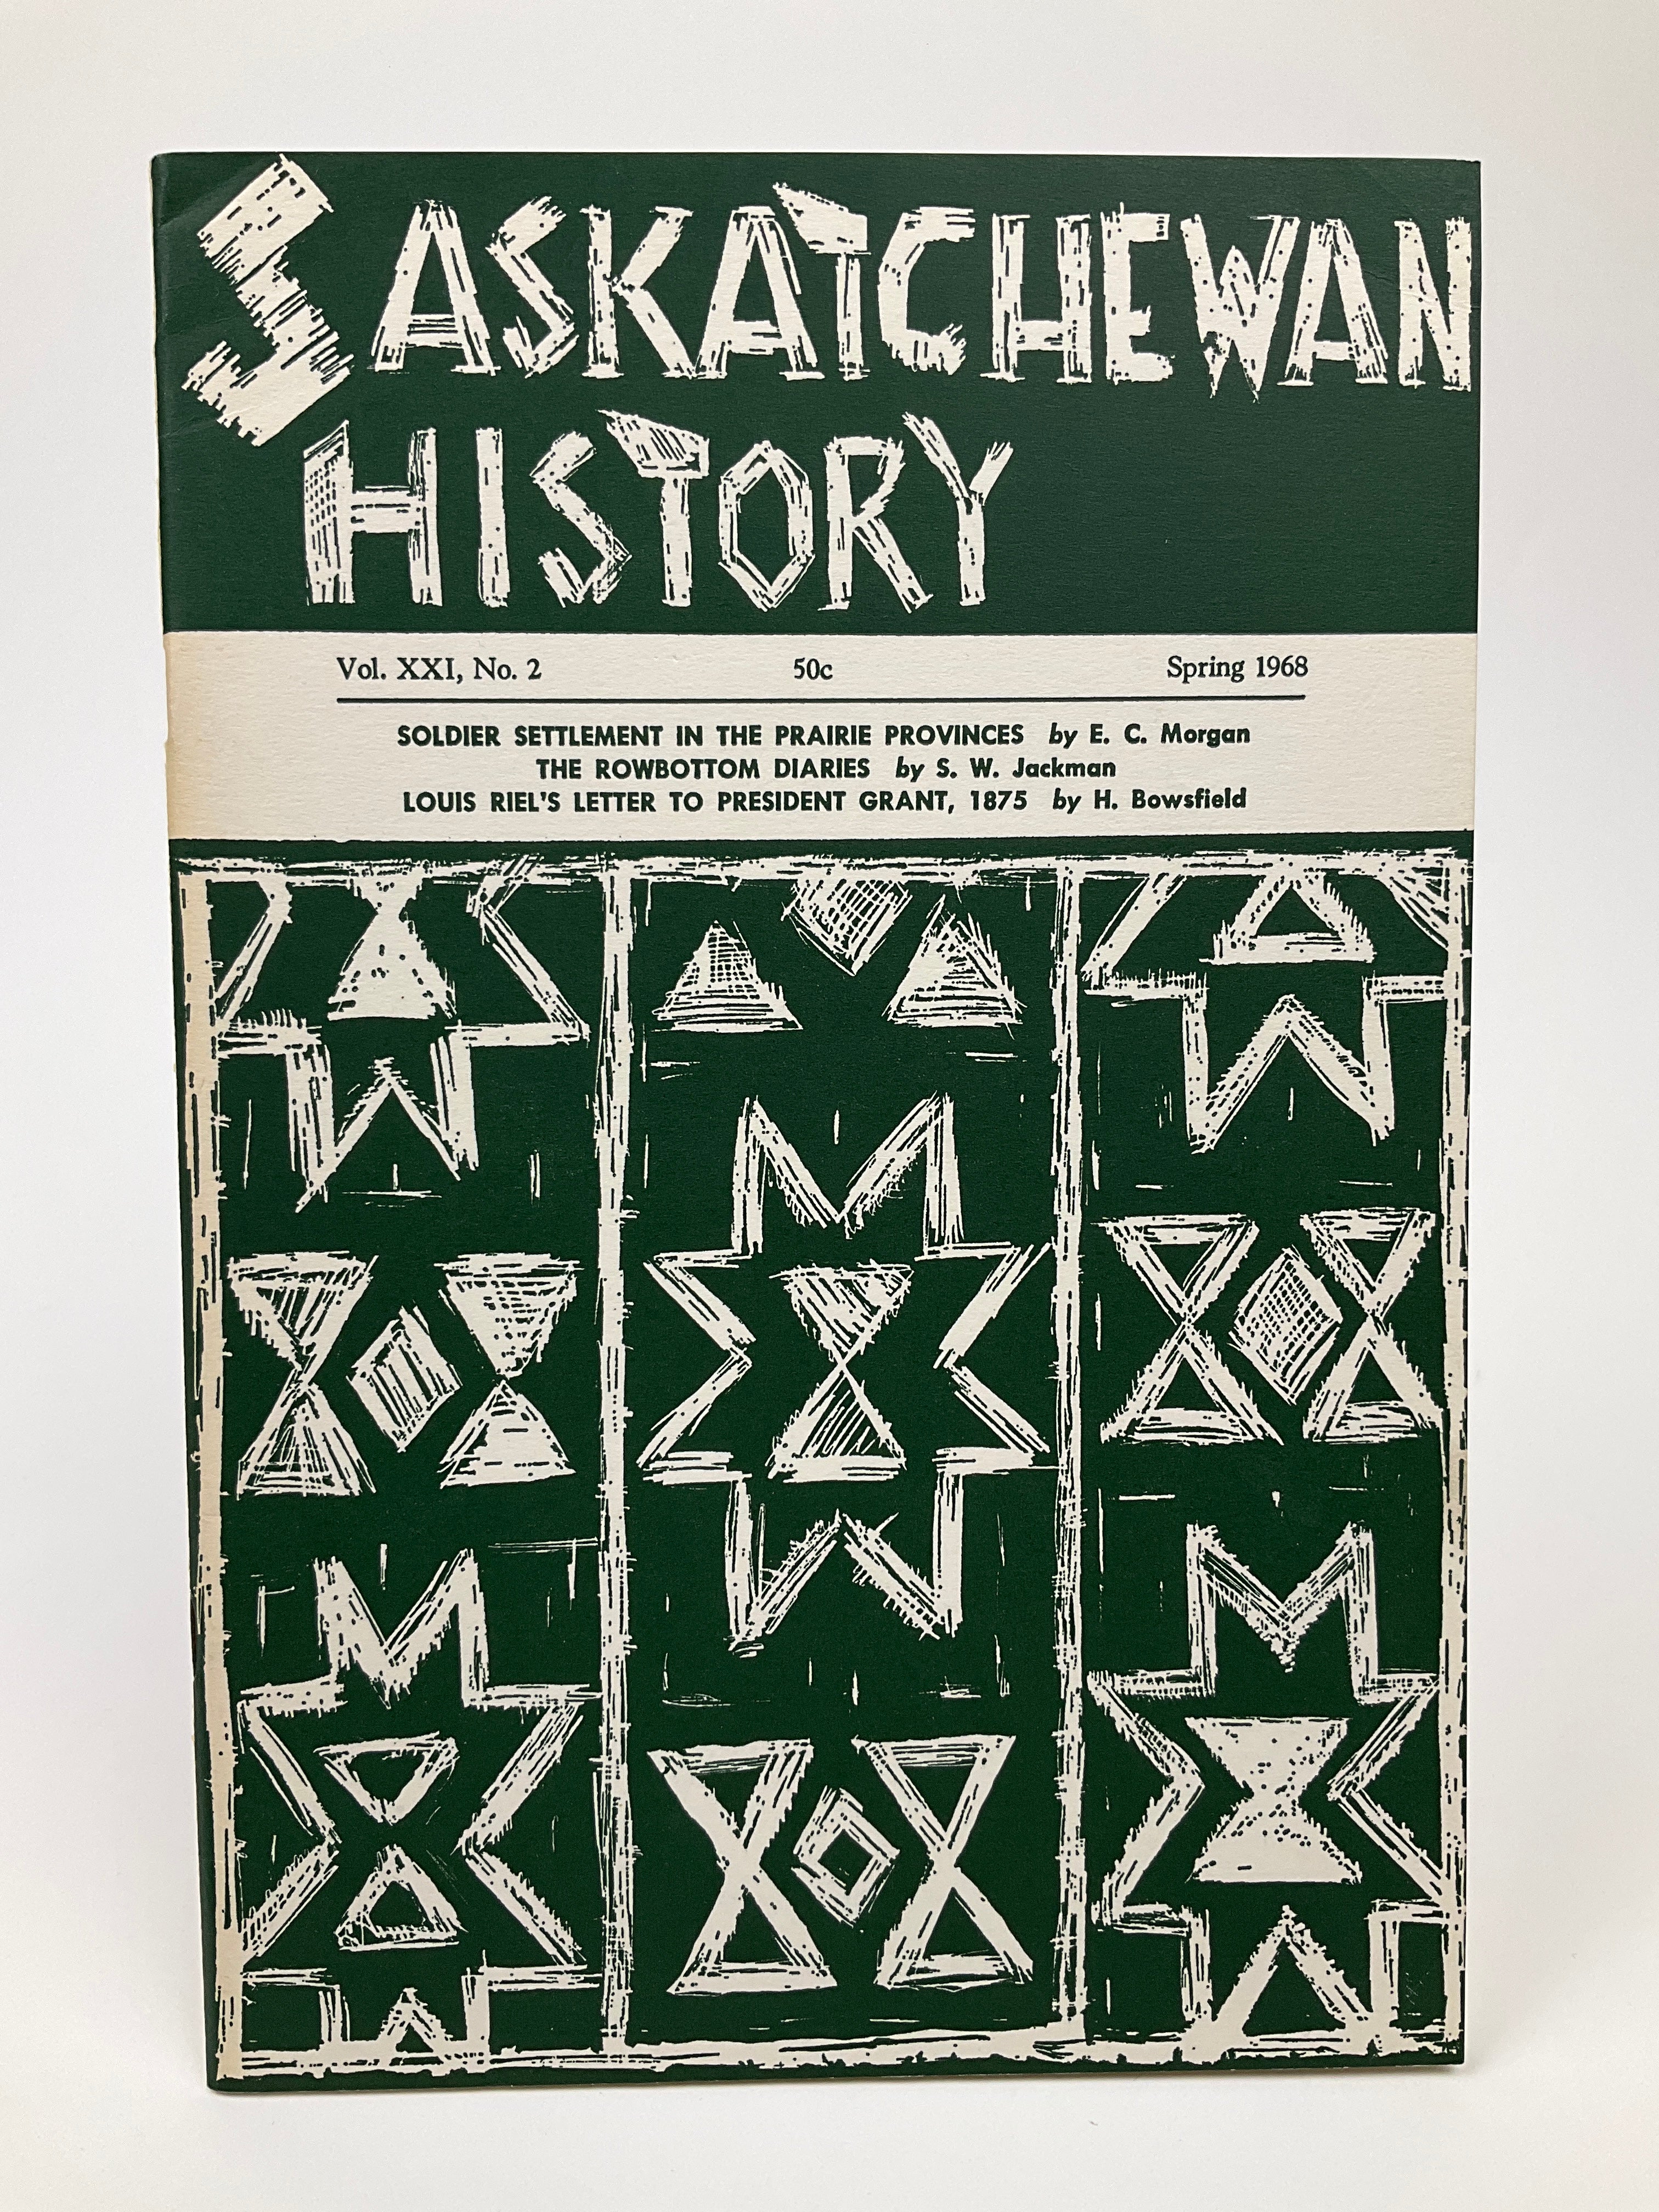 SASKATCHEWAN
HISTORY
Vol. XXI, No. 2 50c Spring 1968
SOLDIER SETTLEMENT IN THE PRAIRIE PROVINCES by E. C. Morgan
THE ROWBOTTOM DIARIES by S. W. Jackman
LOUIS RIEL'S LETTER TO PRESIDENT GRANT, 1875 by H. Bowsfield